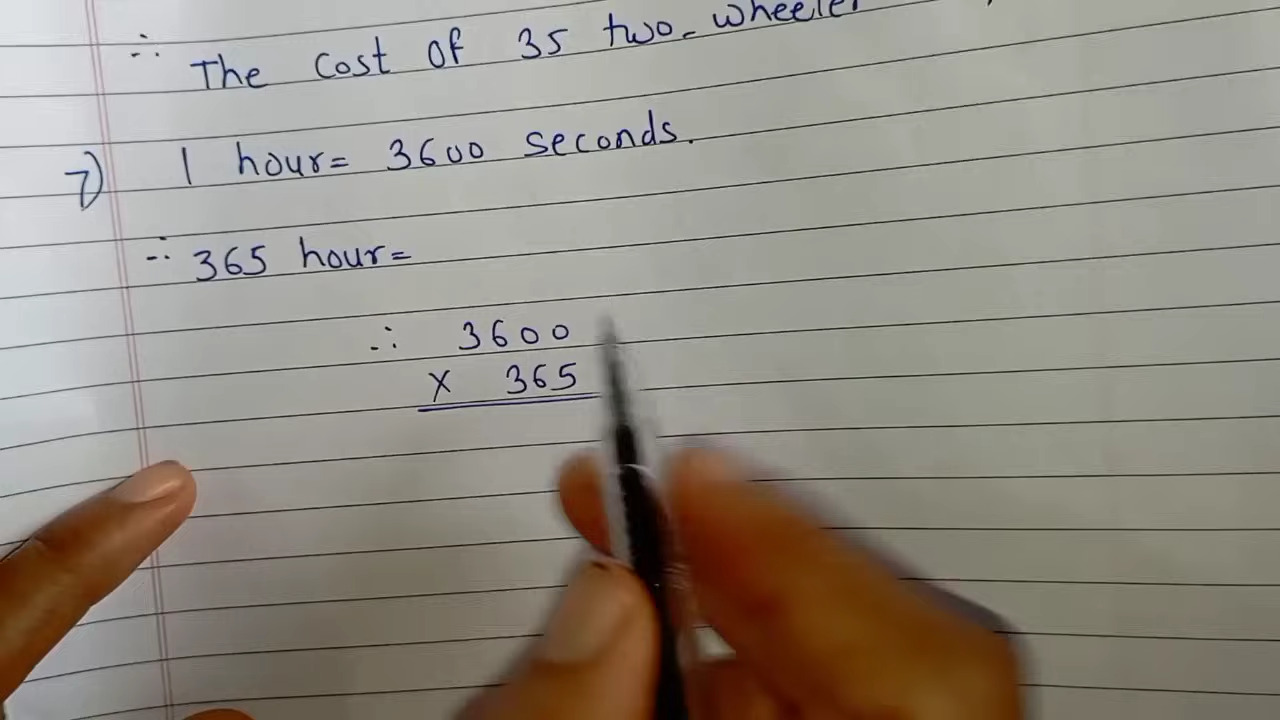 ∴ The cost of 35 two-wheeler
7) 1 hour= 3600 seconds.
∴ 365 hour=
∴ 3600
X 365